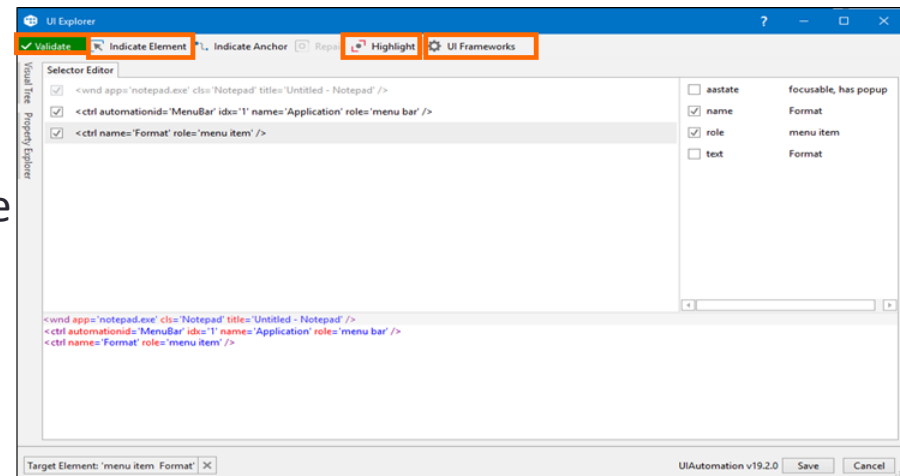 UI Explorer
Validate Indicate Element Indicate Anchor Repair Highlight UI Frameworks
Selector Editor
Visual Tree
Property Explorer
<wnd app='notepad.exe' cls='Notepad' title='Untitled - Notepad' />
<ctrl automationid='MenuBar' idx='1' name='Application' role='menu bar' />
<ctrl name='Format' role='menu item' />
aastate focusable, has popup
name Format
role menu item
text Format
e
<wnd app='notepad.exe' cls='Notepad' title='Untitled - Notepad' />
<ctrl automationid='MenuBar' idx='1' name='Application' role='menu bar' />
<ctrl name='Format' role='menu item' />
Target Element: 'menu item Format'
UIAutomation v19.2.0 Save Cancel